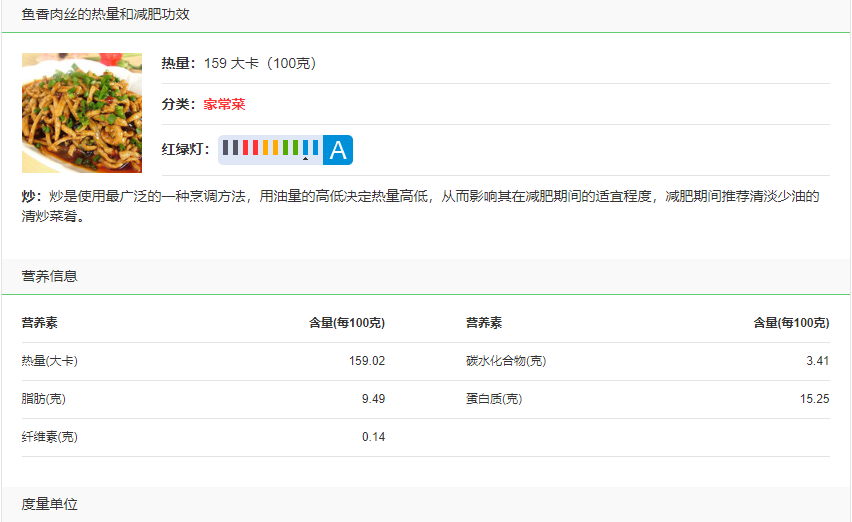 鱼香肉丝的热量和减肥功效
热量：159 大卡（100克）
分类：家常菜
红绿灯：A
炒：炒是使用最广泛的一种烹调方法，用油量的高低决定热量高低，从而影响其在减肥期间的适宜程度，减肥期间推荐清淡少油的
清炒菜肴。
营养信息
营养素 含量(每100克) 营养素 含量(每100克)
热量(大卡) 159.02 碳水化合物(克) 3.41
脂肪(克) 9.49 蛋白质(克) 15.25
纤维素(克) 0.14
度量单位